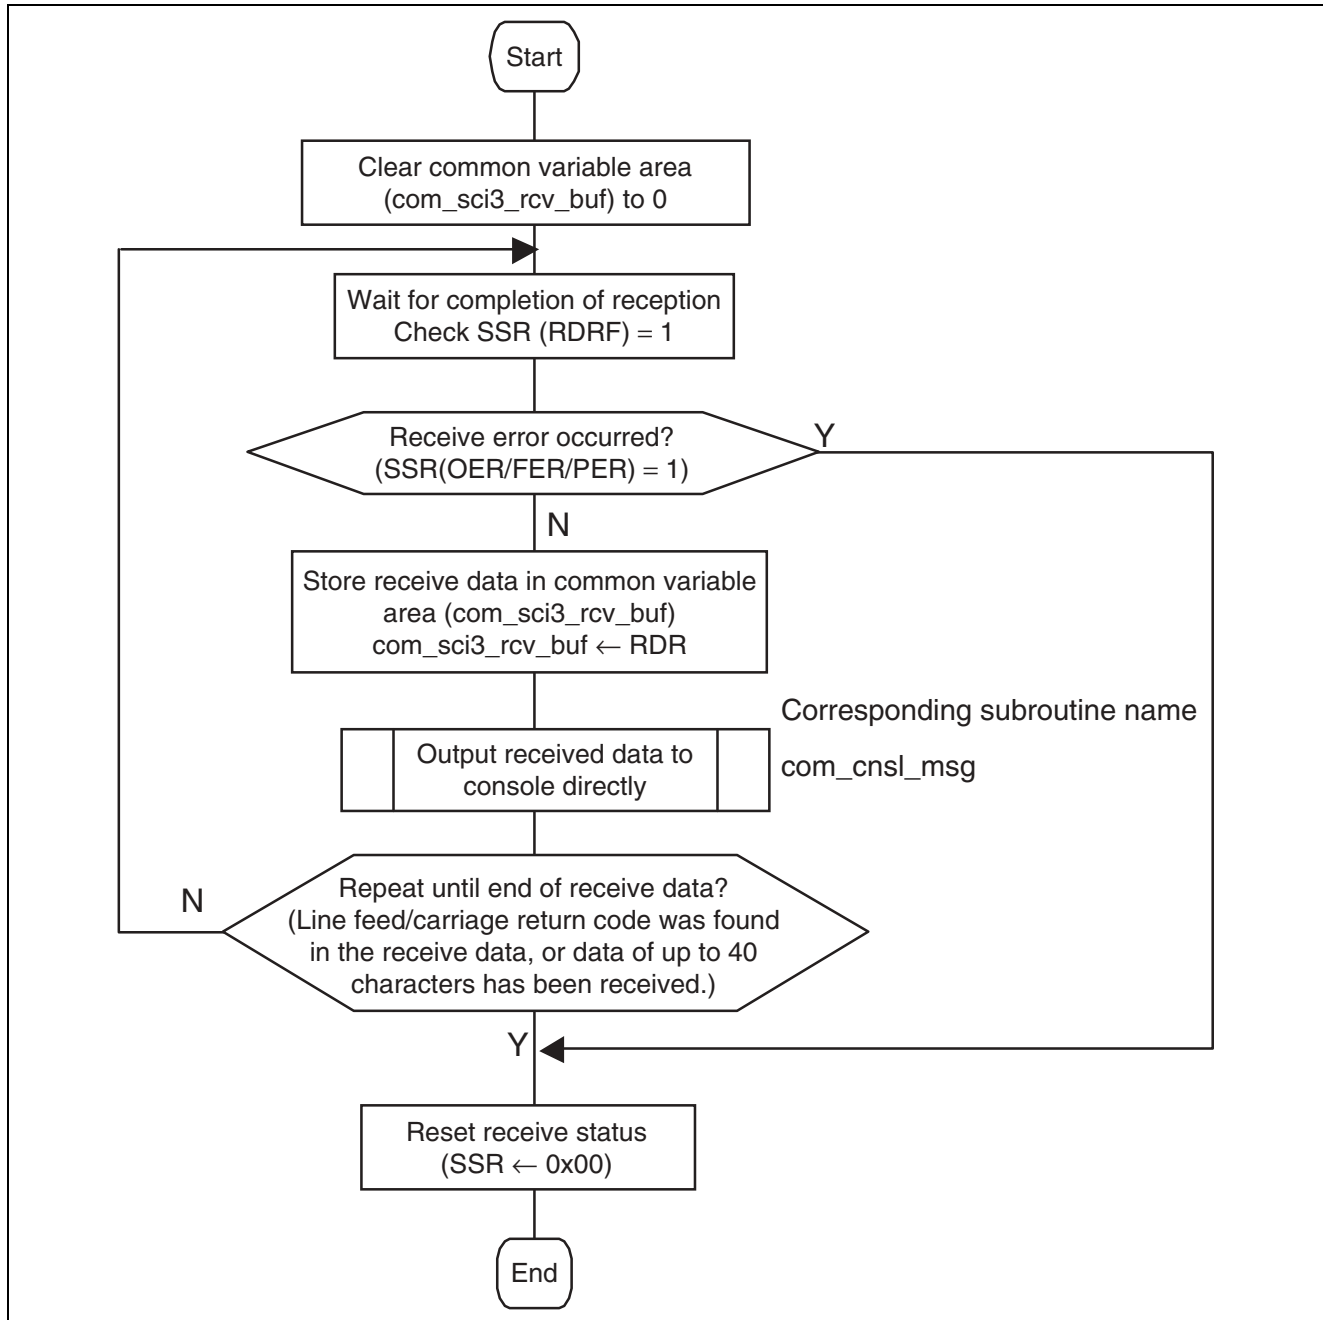 Start
Clear common variable area
(com_sci3_rcv_buf) to 0
Wait for completion of reception
Check SSR (RDRF) = 1
Receive error occurred?
(SSR(OER/FER/PER) = 1)
Y
N
Store receive data in common variable
area (com_sci3_rcv_buf)
com_sci3_rcv_buf ← RDR
Corresponding subroutine name
com_cnsl_msg
Output received data to
console directly
Repeat until end of receive data?
(Line feed/carriage return code was found
in the receive data, or data of up to 40
characters has been received.)
N
Y
Reset receive status
(SSR ← 0x00)
End